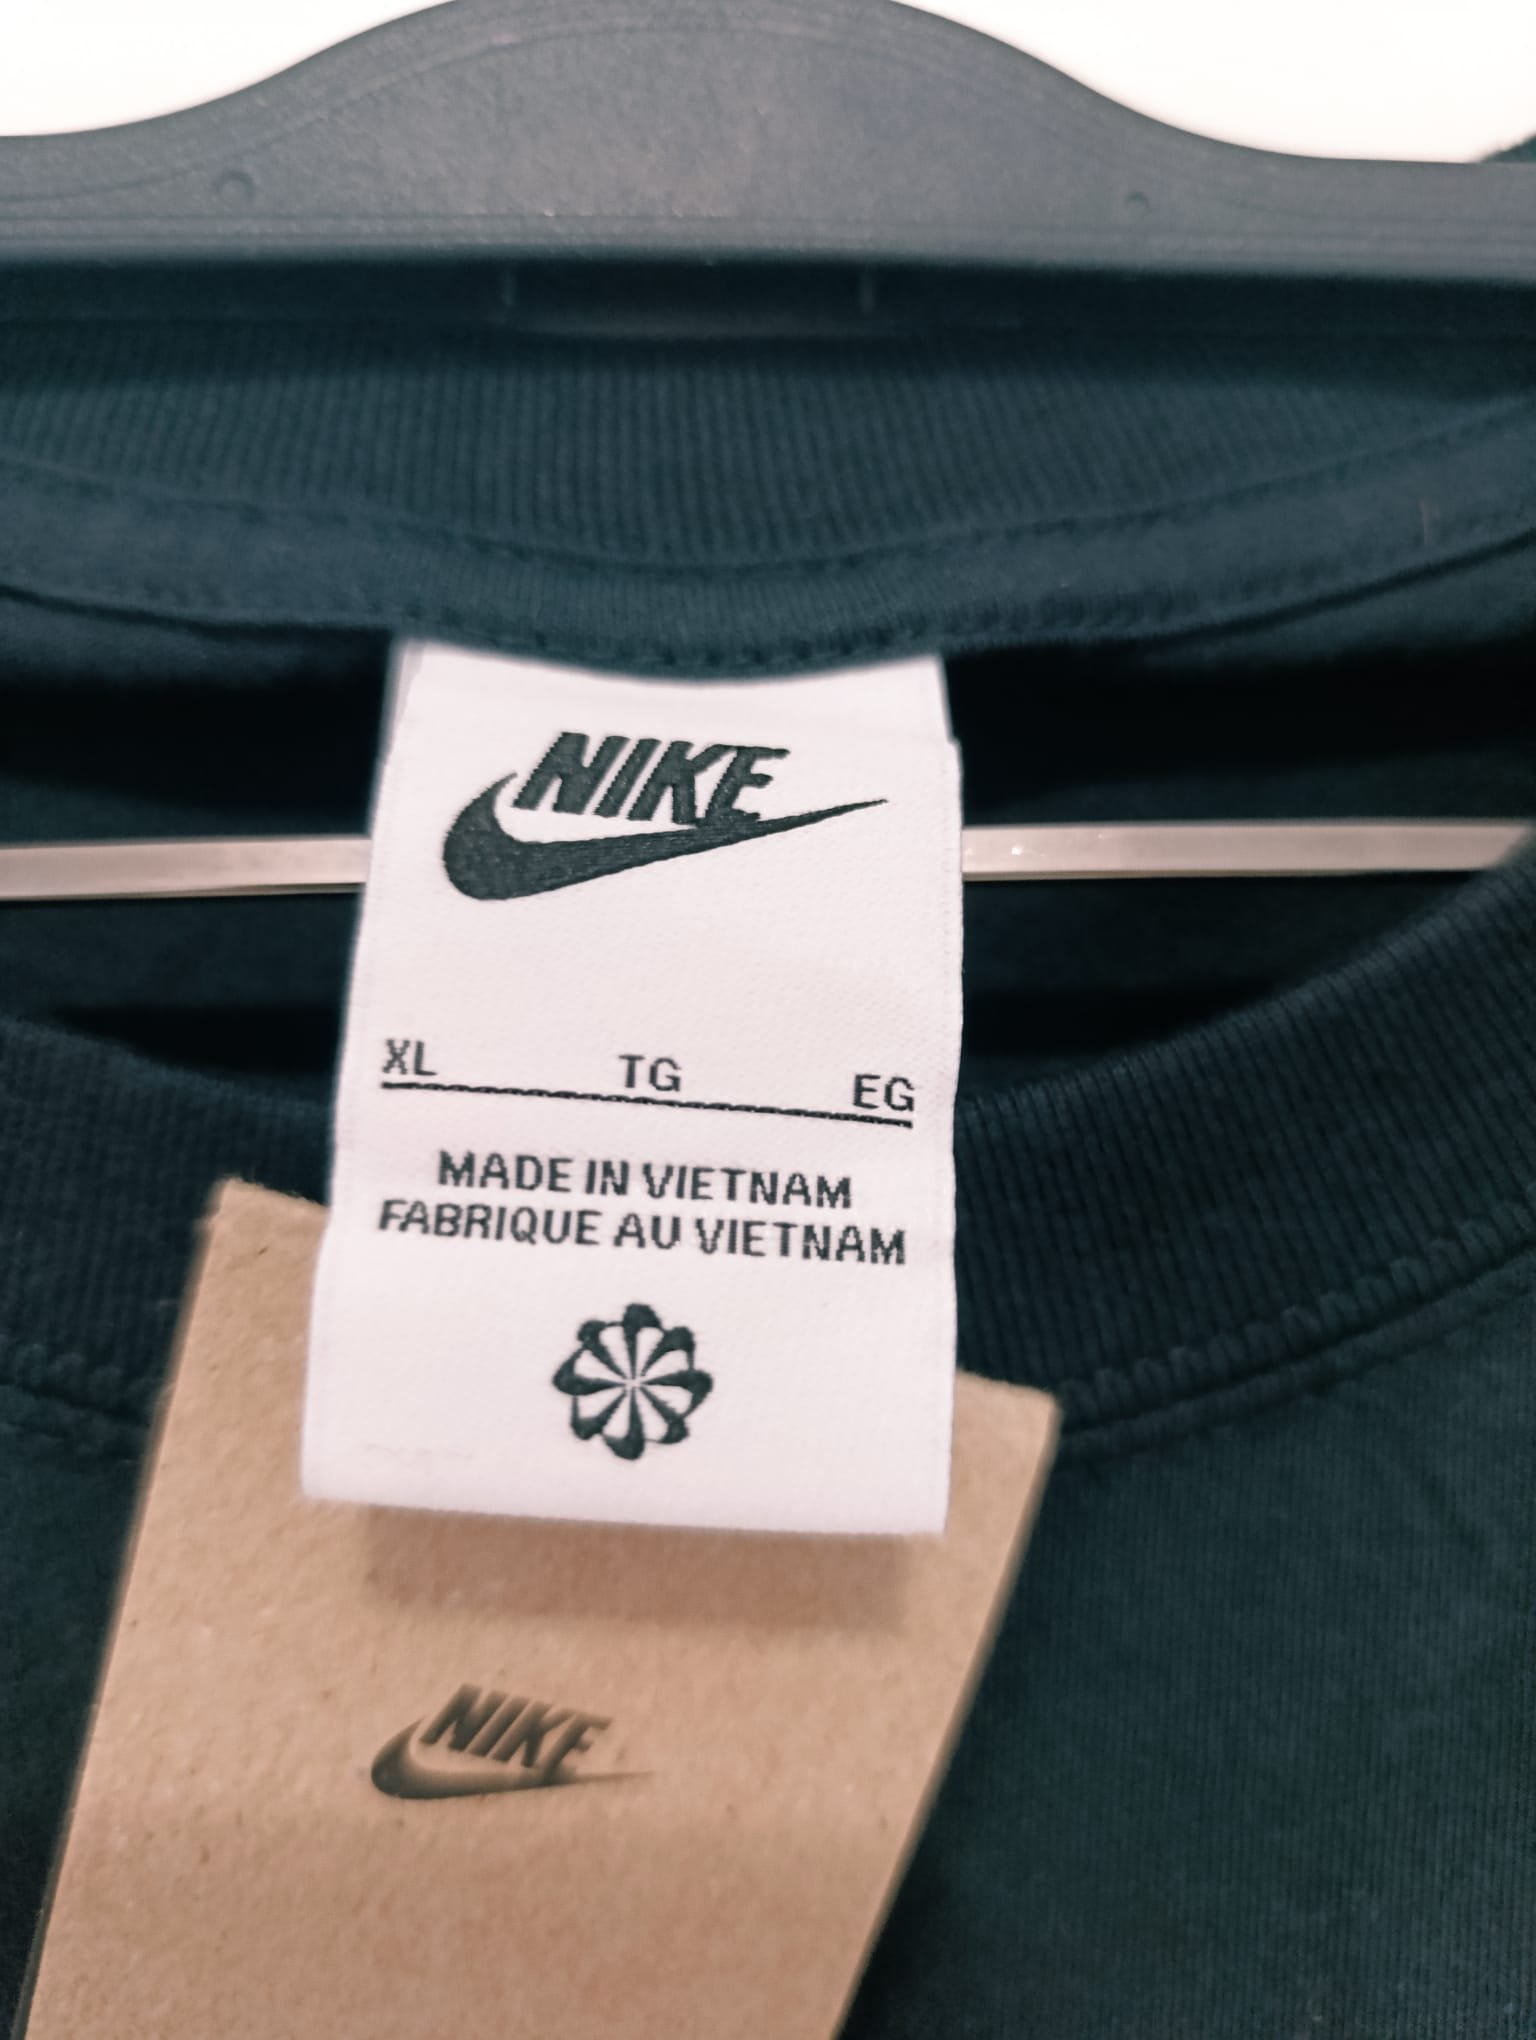 NIKE
XL TG EG
MADE IN VIETNAM
FABRIQUE AU VIETNAM
NIKE